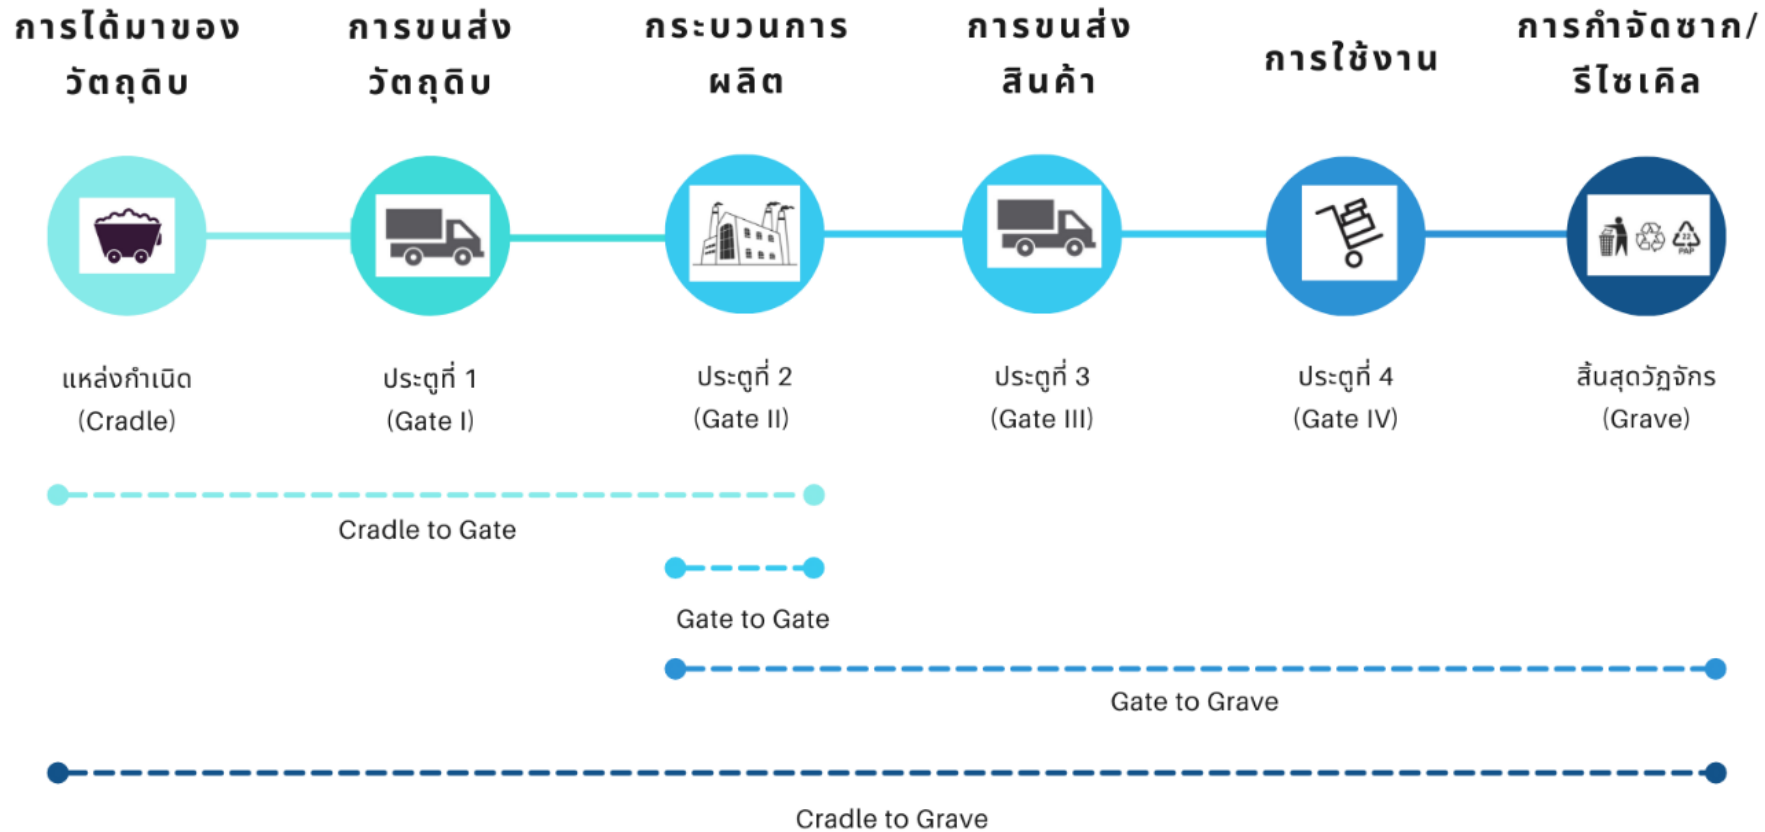 การได้มาของ
วัตถุดิบ
การขนส่ง
วัตถุดิบ
กระบวนการ
ผลิต
การขนส่ง
สินค้า
การใช้งาน
การกำจัดซาก/
รีไซเคิล
22
PAP
แหล่งกำเนิด
(Cradle)
ประตูที่ 1
(Gate I)
ประตูที่ 2
(Gate II)
ประตูที่ 3
(Gate III)
ประตูที่ 4
(Gate IV)
สิ้นสุดวัฏจักร
(Grave)
Cradle to Gate
Gate to Gate
Gate to Grave
Cradle to Grave